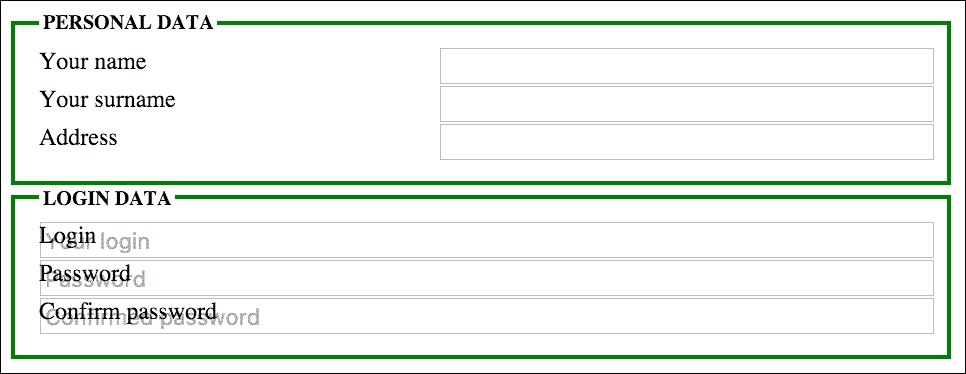 PERSONAL DATA
Your name
Your surname
Address
LOGIN DATA
Login
Your login
Password
Password
Confirm password
Confirmed password